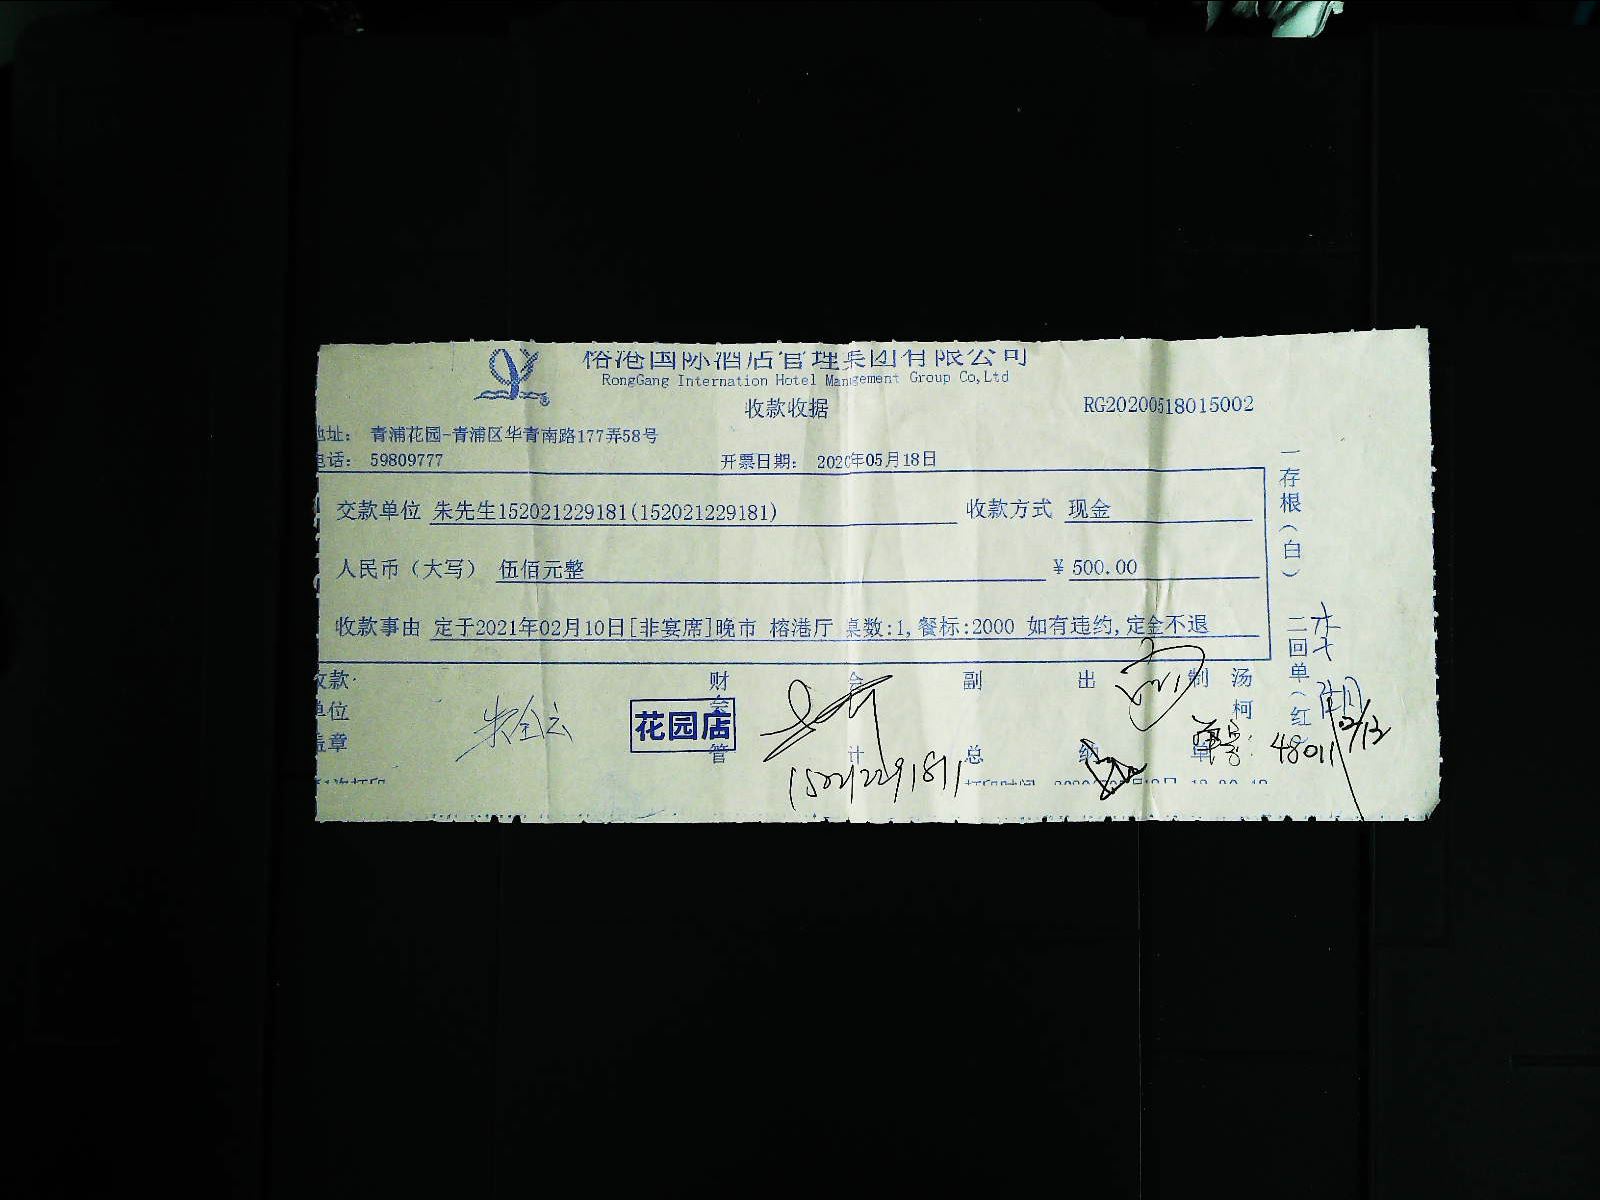 榕港国际酒店管理集团有限公司
RongGang Internation Hotel Management Group Co,Ltd
收款收据
RG20200518015002
地址： 青浦花园-青浦区华青南路177弄58号
电话： 59809777
开票日期： 2020年05月18日
交款单位 朱先生152021229181(152021229181)
收款方式 现金
人民币（大写） 伍佰元整
￥ 500.00
收款事由 定于2021年02月10日[非宴席]晚市 榕港厅 桌数:1,餐标:2000 如有违约,定金不退
一存根（白） 二回单（红）
收款单位盖章
花园店
财会主管
会计
副总
出纳
制单
汤柯
15021229181
48011